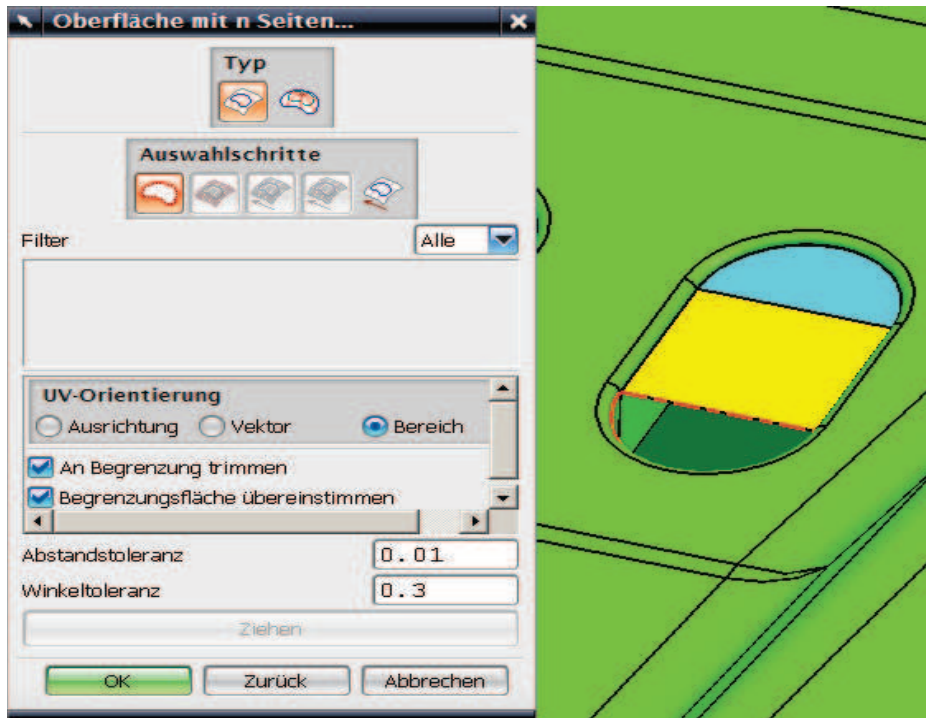 Oberfläche mit n Seiten...
Typ
Auswahlschritte
Filter
Alle
UV-Orientierung
Ausrichtung Vektor Bereich
An Begrenzung trimmen
Begrenzungsfläche übereinstimmen
Abstandstoleranz 0.01
Winkeltoleranz 0.3
Ziehen
OK Zurück Abbrechen